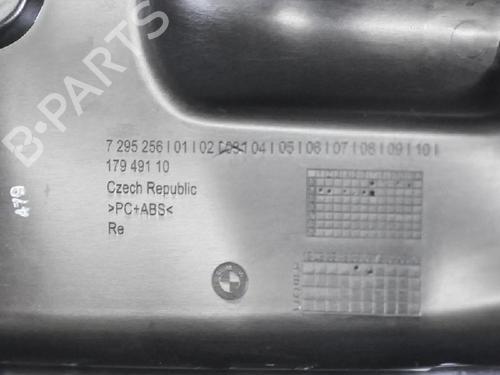 B-PARTS
7 295 256 | 01 | 02 | 03 | 04 | 05 | 06 | 07 | 08 | 09 | 10 |
179 491 10
Czech Republic
>PC+ABS<
Re
479